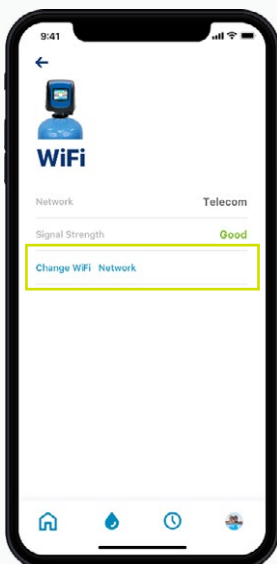 9:41
WiFi
Network Telecom
Signal Strength Good
Change WiFi Network